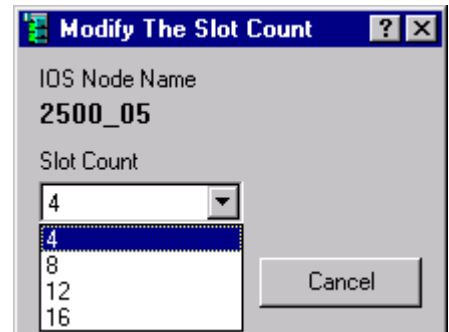 Modify The Slot Count
IOS Node Name
2500_05
Slot Count
4
4
8
12
16
Cancel